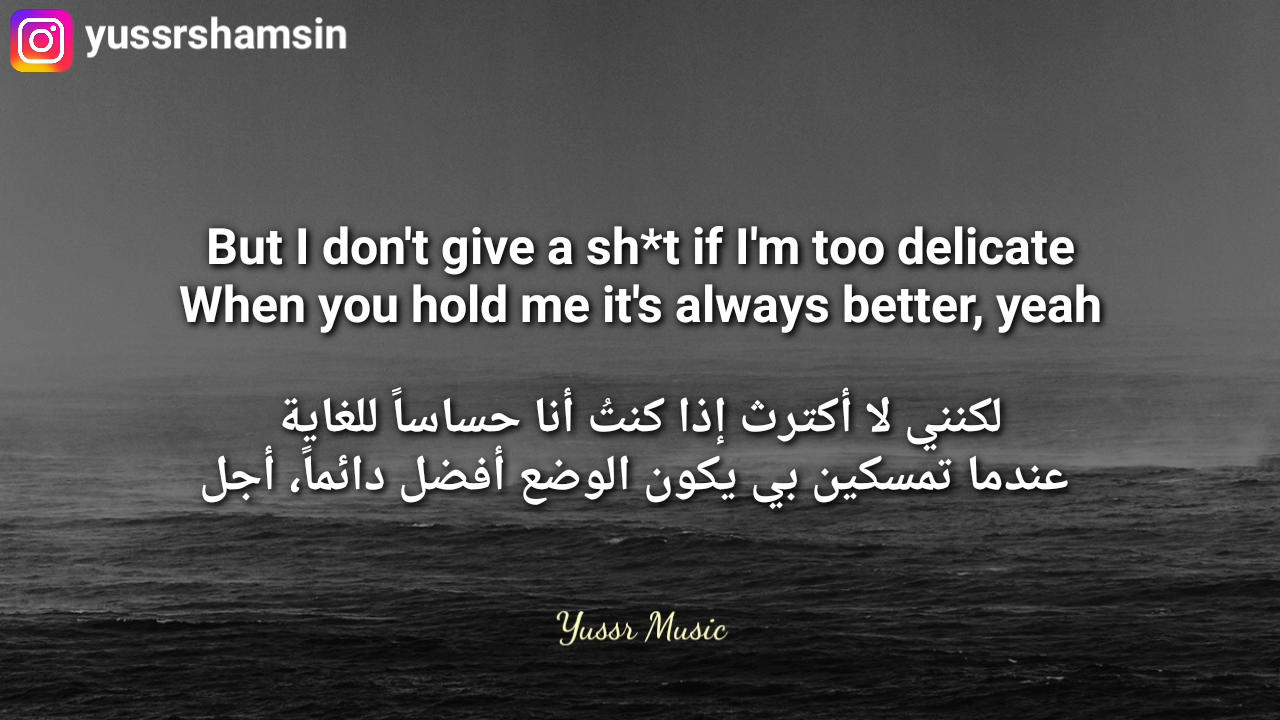 yussrshamsin
But I don't give a sh*t if I'm too delicate
When you hold me it's always better, yeah
لكنني لا أكترث إذا كنتُ أنا حساساً للغاية
عندما تمسكين بي يكون الوضع أفضل دائماً، أجل
Yussr Music